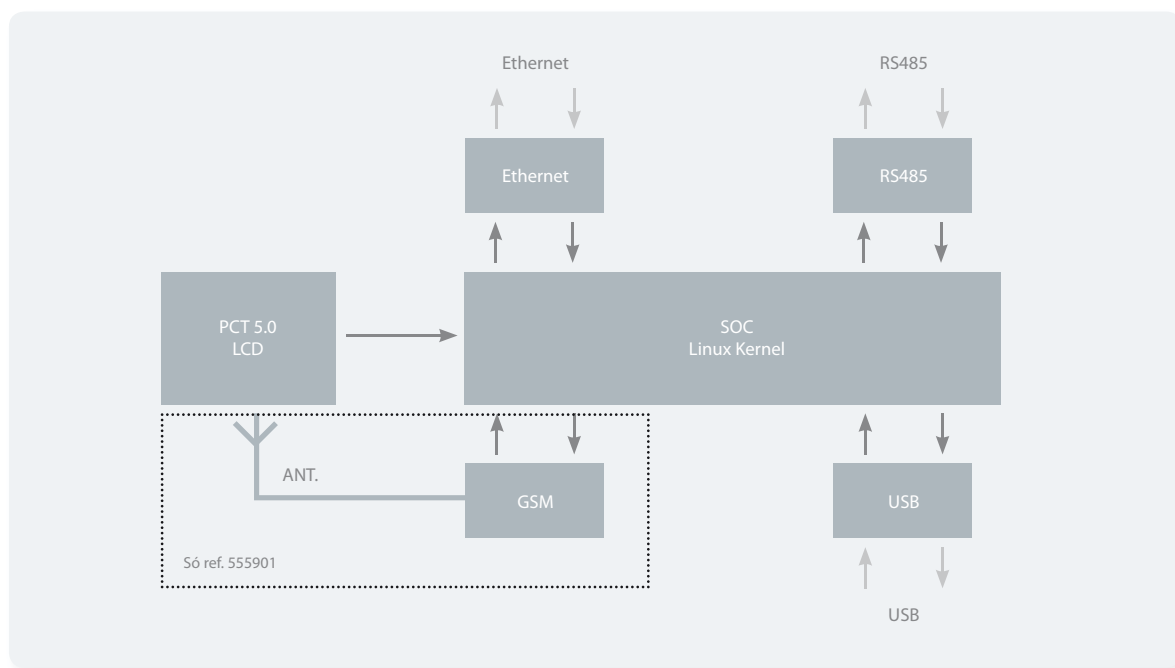 Ethernet
RS485
Ethernet
RS485
PCT 5.0
LCD
SOC
Linux Kernel
ANT.
GSM
USB
Só ref. 555901
USB